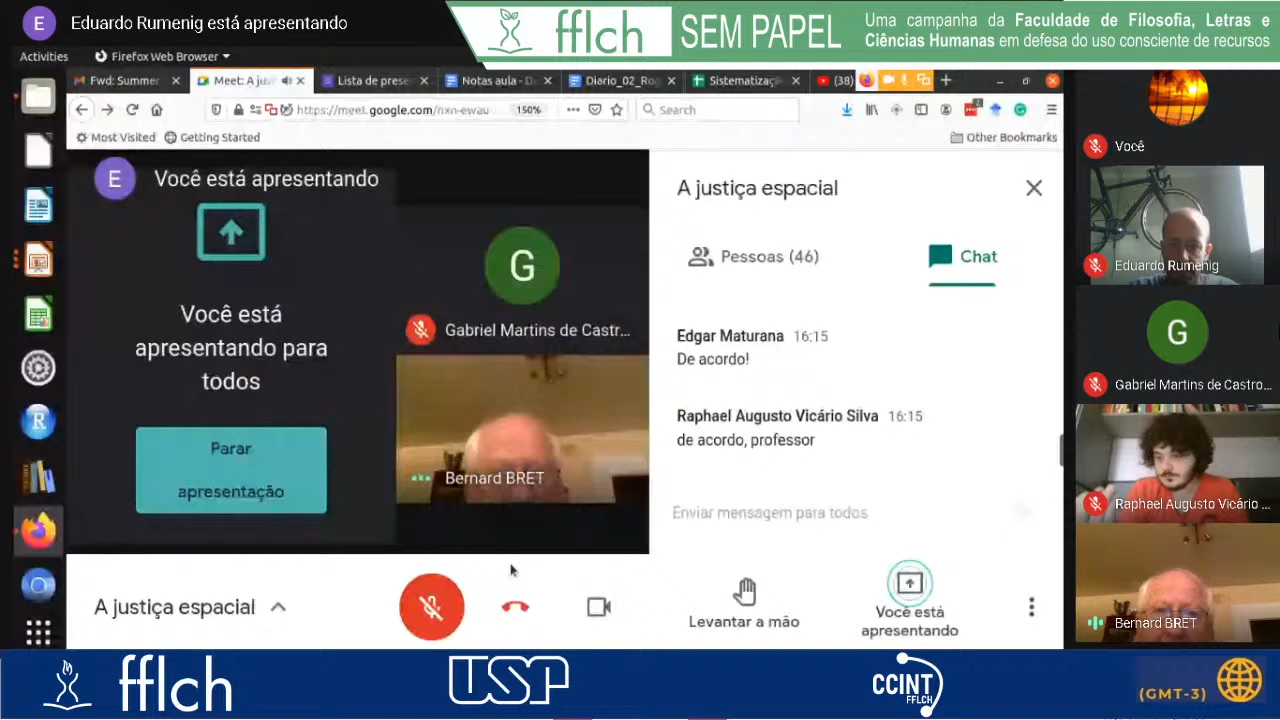 E
Eduardo Rumenig está apresentando
fflch
SEM PAPEL
Uma campanha da Faculdade de Filosofia, Letras e
Ciências Humanas em defesa do uso consciente de recursos
Activities
Firefox Web Browser
Fwd: Summer
Meet: A jus
Lista de prese
Notas aula - D
Diario_02_Ro
Sistematizaç
(38)
https://meet.google.com/nxn-ewau
150%
Search
Most Visited
Getting Started
Other Bookmarks
E
Você está apresentando
Você está
apresentando para
todos
Parar
apresentação
G
Gabriel Martins de Castr...
Bernard BRET
A justiça espacial
Pessoas (46)
Chat
Edgar Maturana 16:15
De acordo!
Raphael Augusto Vicário Silva 16:15
de acordo, professor
Enviar mensagem para todos
A justiça espacial
Levantar a mão
Você está
apresentando
Você
Eduardo Rumenig
G
Gabriel Martins de Castro...
Raphael Augusto Vicário ...
Bernard BRET
fflch
USP
CCINT
FFLCH
(GMT-3)